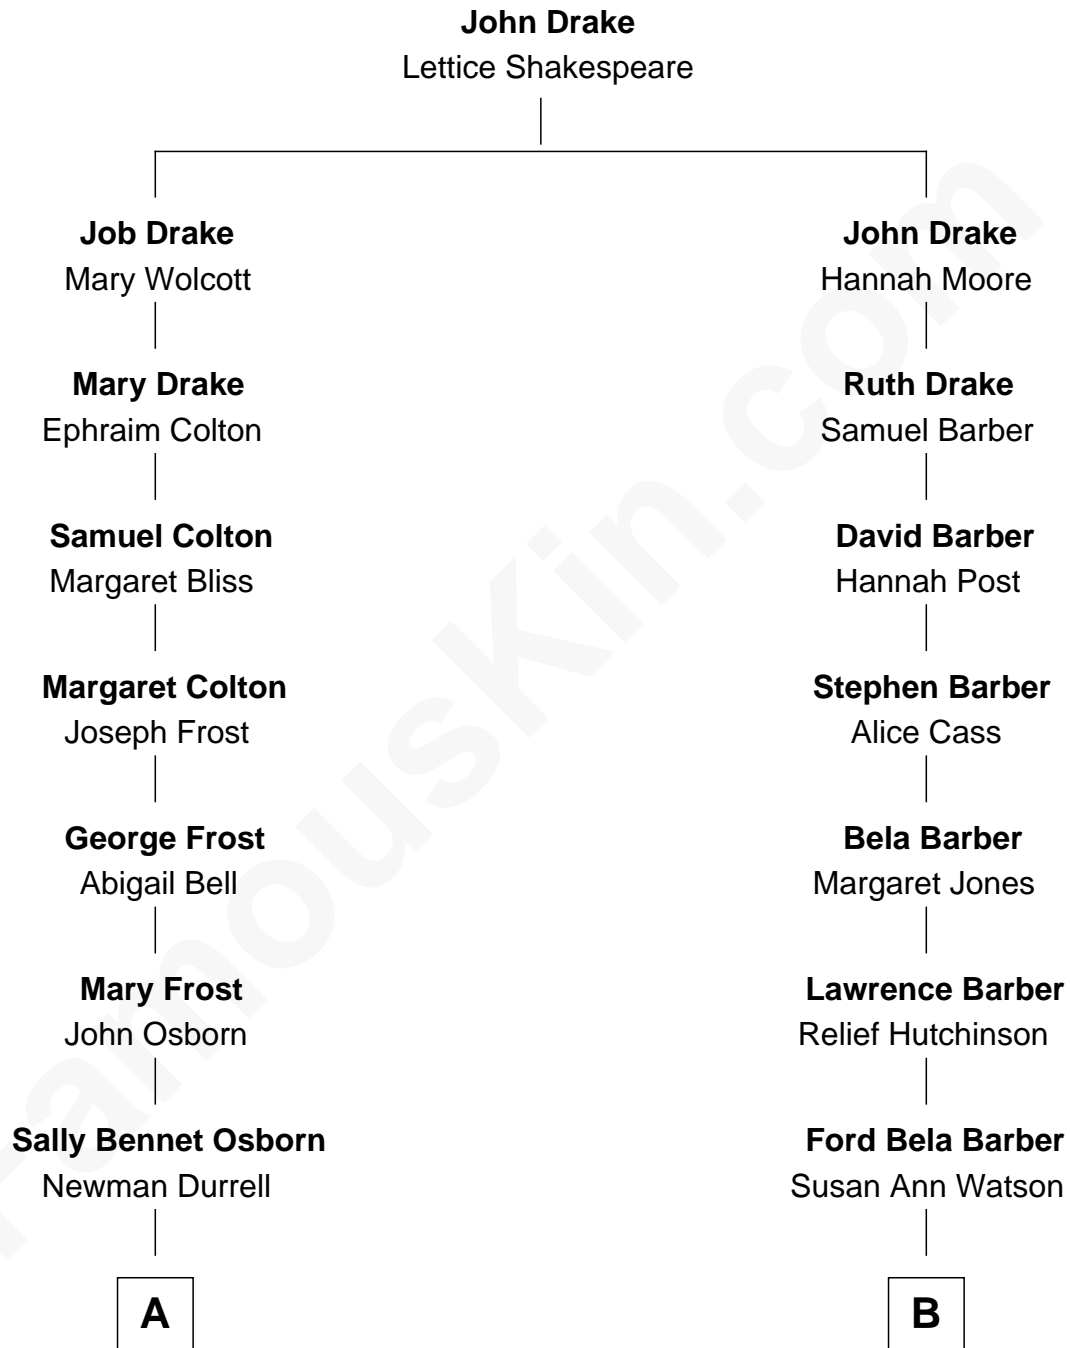 John Drake
Lettice Shakespeare
Job Drake
Mary Wolcott
John Drake
Hannah Moore
Mary Drake
Ephraim Colton
Ruth Drake
Samuel Barber
Samuel Colton
Margaret Bliss
David Barber
Hannah Post
Margaret Colton
Joseph Frost
Stephen Barber
Alice Cass
George Frost
Abigail Bell
Bela Barber
Margaret Jones
Mary Frost
John Osborn
Lawrence Barber
Relief Hutchinson
Sally Bennet Osborn
Newman Durrell
Ford Bela Barber
Susan Ann Watson
A
B
FamousKin.com